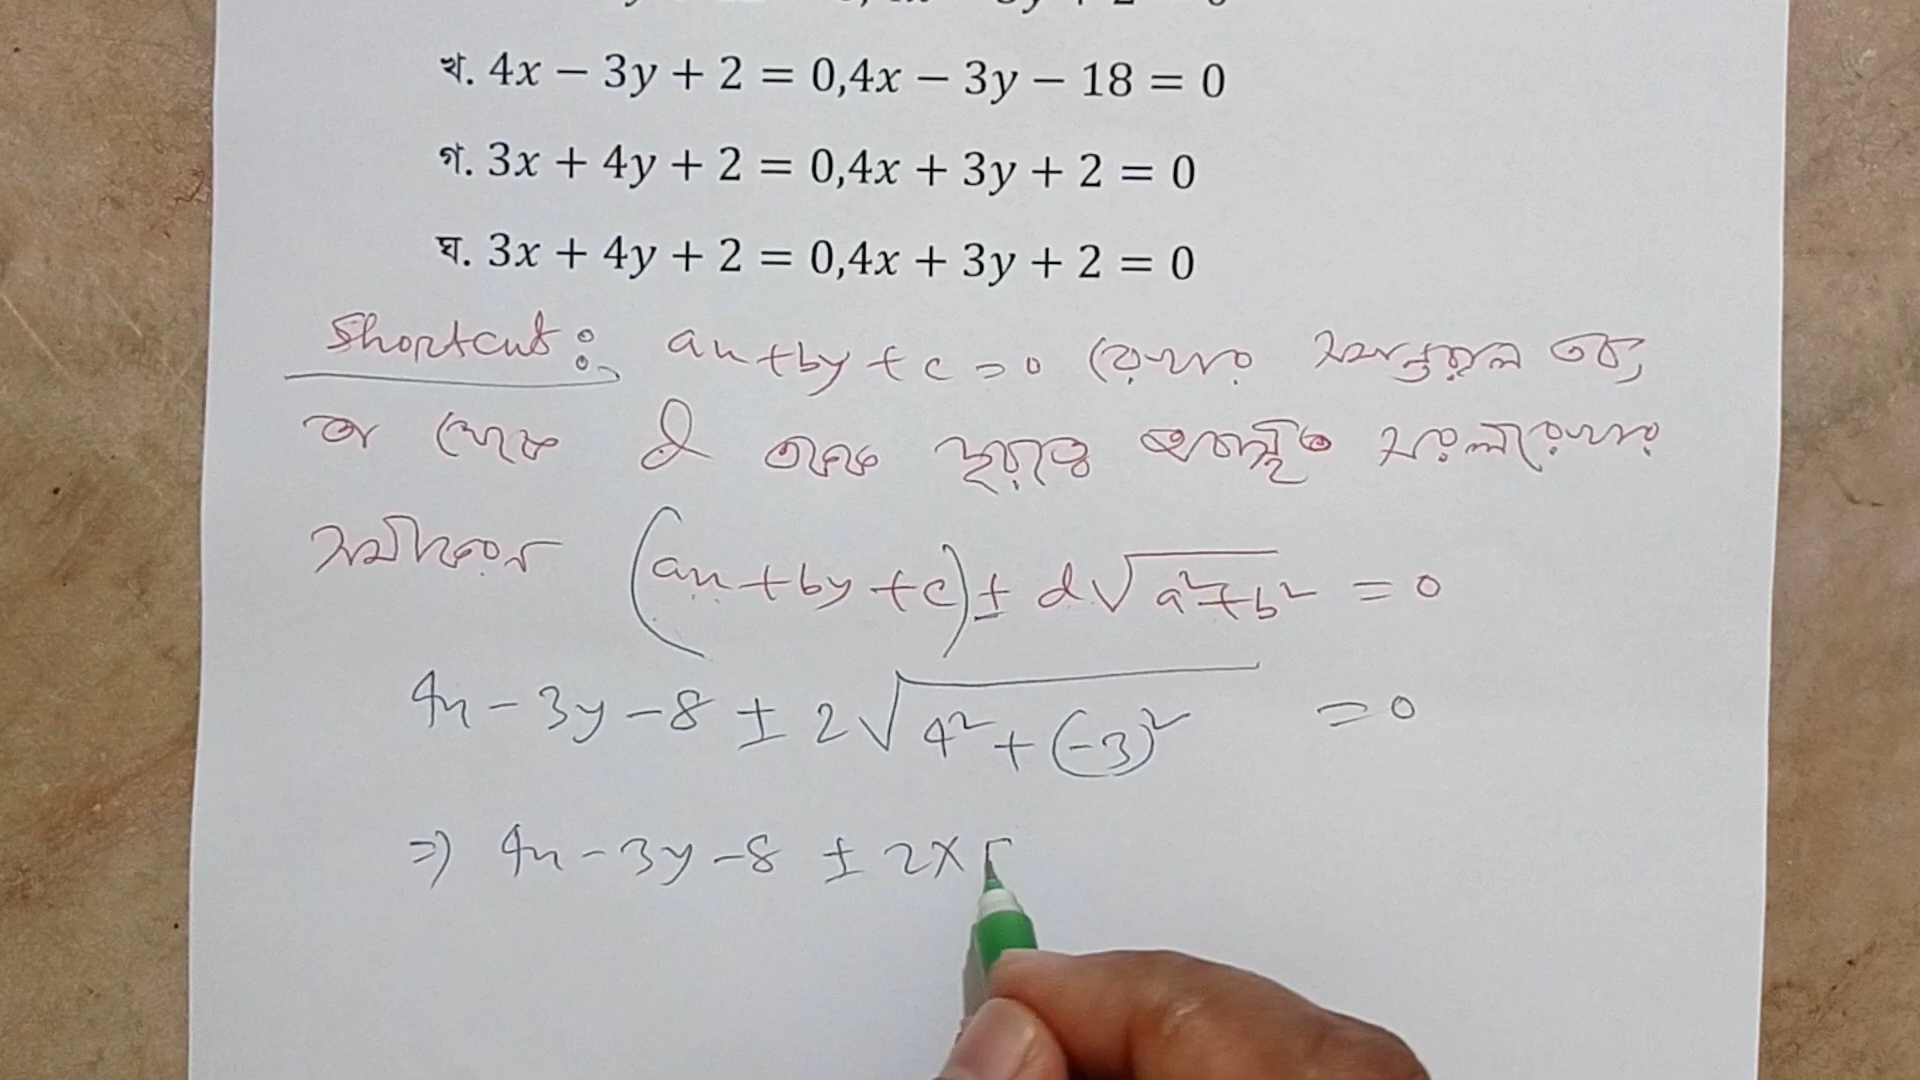 খ. 4x − 3y + 2 = 0,4x − 3y − 18 = 0
গ. 3x + 4y + 2 = 0,4x + 3y + 2 = 0
ঘ. 3x + 4y + 2 = 0,4x + 3y + 2 = 0
Shortcut: ax+by+c=0 রেখার সমান্তরাল এবং
তা থেকে d একক দূরত্বে অবস্থিত সরলরেখার
সমীকরণ (ax+by+c) ± d√a²+b² = 0
4x − 3y − 8 ± 2√4² + (−3)² = 0
⇒ 4x − 3y − 8 ± 2×